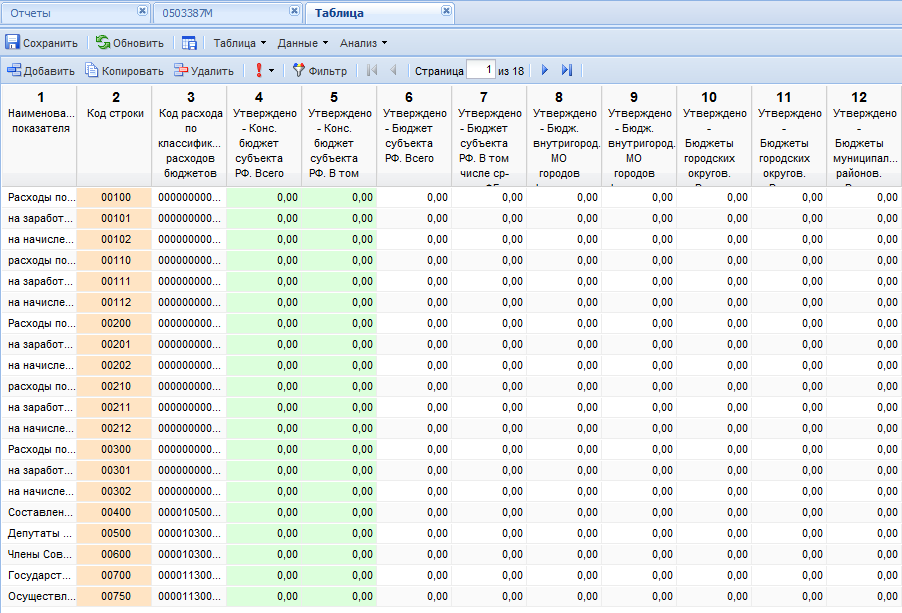 Отчеты 0503387М Таблица
Сохранить Обновить Таблица Данные Анализ
Добавить Копировать Удалить Фильтр Страница 1 из 18
1 2 3 4 5 6 7 8 9 10 11 12
Наименова... Код строки Код расхода Утверждено Утверждено Утверждено Утверждено Утверждено Утверждено Утверждено Утверждено Утверждено
показателя по - Конс. - Конс. - Бюджет - Бюджет - Бюдж. - Бюдж. - - -
классифик... бюджет бюджет субъекта субъекта внутригород. внутригород. Бюджеты Бюджеты Бюджеты
расходов субъекта субъекта РФ. Всего РФ. В том МО МО городских городских муниципал...
бюджетов РФ. Всего РФ. В том числе ср- городов городов округов. округов. районов.
Расходы по... 00100 000000000... 0,00 0,00 0,00 0,00 0,00 0,00 0,00 0,00 0,00
на заработ... 00101 000000000... 0,00 0,00 0,00 0,00 0,00 0,00 0,00 0,00 0,00
на начисле... 00102 000000000... 0,00 0,00 0,00 0,00 0,00 0,00 0,00 0,00 0,00
расходы по... 00110 000000000... 0,00 0,00 0,00 0,00 0,00 0,00 0,00 0,00 0,00
на заработ... 00111 000000000... 0,00 0,00 0,00 0,00 0,00 0,00 0,00 0,00 0,00
на начисле... 00112 000000000... 0,00 0,00 0,00 0,00 0,00 0,00 0,00 0,00 0,00
Расходы по... 00200 000000000... 0,00 0,00 0,00 0,00 0,00 0,00 0,00 0,00 0,00
на заработ... 00201 000000000... 0,00 0,00 0,00 0,00 0,00 0,00 0,00 0,00 0,00
на начисле... 00202 000000000... 0,00 0,00 0,00 0,00 0,00 0,00 0,00 0,00 0,00
расходы по... 00210 000000000... 0,00 0,00 0,00 0,00 0,00 0,00 0,00 0,00 0,00
на заработ... 00211 000000000... 0,00 0,00 0,00 0,00 0,00 0,00 0,00 0,00 0,00
на начисле... 00212 000000000... 0,00 0,00 0,00 0,00 0,00 0,00 0,00 0,00 0,00
Расходы по... 00300 000000000... 0,00 0,00 0,00 0,00 0,00 0,00 0,00 0,00 0,00
на заработ... 00301 000000000... 0,00 0,00 0,00 0,00 0,00 0,00 0,00 0,00 0,00
на начисле... 00302 000000000... 0,00 0,00 0,00 0,00 0,00 0,00 0,00 0,00 0,00
Составлен... 00400 000010500... 0,00 0,00 0,00 0,00 0,00 0,00 0,00 0,00 0,00
Депутаты ... 00500 000010300... 0,00 0,00 0,00 0,00 0,00 0,00 0,00 0,00 0,00
Члены Сов... 00600 000010300... 0,00 0,00 0,00 0,00 0,00 0,00 0,00 0,00 0,00
Государст... 00700 000011300... 0,00 0,00 0,00 0,00 0,00 0,00 0,00 0,00 0,00
Осуществл... 00750 000011300... 0,00 0,00 0,00 0,00 0,00 0,00 0,00 0,00 0,00